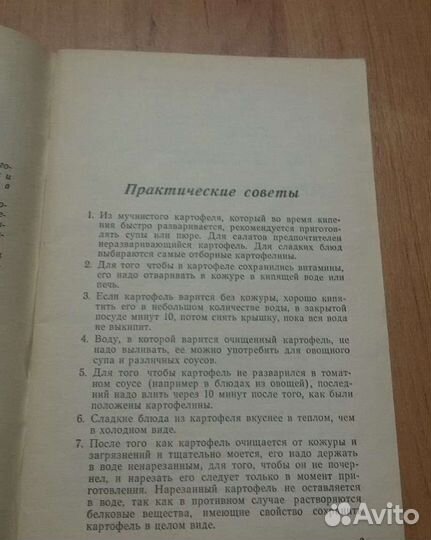 го-
и
а
Практические советы
1. Из мучнистого картофеля, который во время кипе-
ния быстро разваривается, рекомендуется приготов-
лять супы или пюре. Для салатов предпочтителен
неразваривающийся картофель. Для сладких блюд
выбираются самые отборные картофелины.
2. Для того чтобы в картофеле сохранились витамины,
его надо отваривать в кожуре в кипящей воде или
печь.
3. Если картофель варится без кожуры, хорошо кипя-
тить его в небольшом количестве воды, в закрытой
посуде минут 10, потом снять крышку, пока вся вода
не выкипит.
4. Воду, в которой варится очищенный картофель, не
надо выливать, ее можно употребить для овощного
супа и различных соусов.
5. Для того чтобы картофель не разварился в томат-
ном соусе (например в блюдах из овощей), послед-
ний надо влить через 10 минут после того, как были
положены картофелины.
6. Сладкие блюда из картофеля вкуснее в теплом, чем
в холодном виде.
7. После того как картофель очищается от кожуры и
загрязнений и тщательно моется, его надо держать
в воде ненарезанным, для того, чтобы он не почер-
нел, и нарезать его следует только в момент при-
готовления. Нарезанный картофель не оставляется
в воде, так как в противном случае растворяются
белковые вещества, имеющие свойство сохранить
картофель в целом виде.
Avito